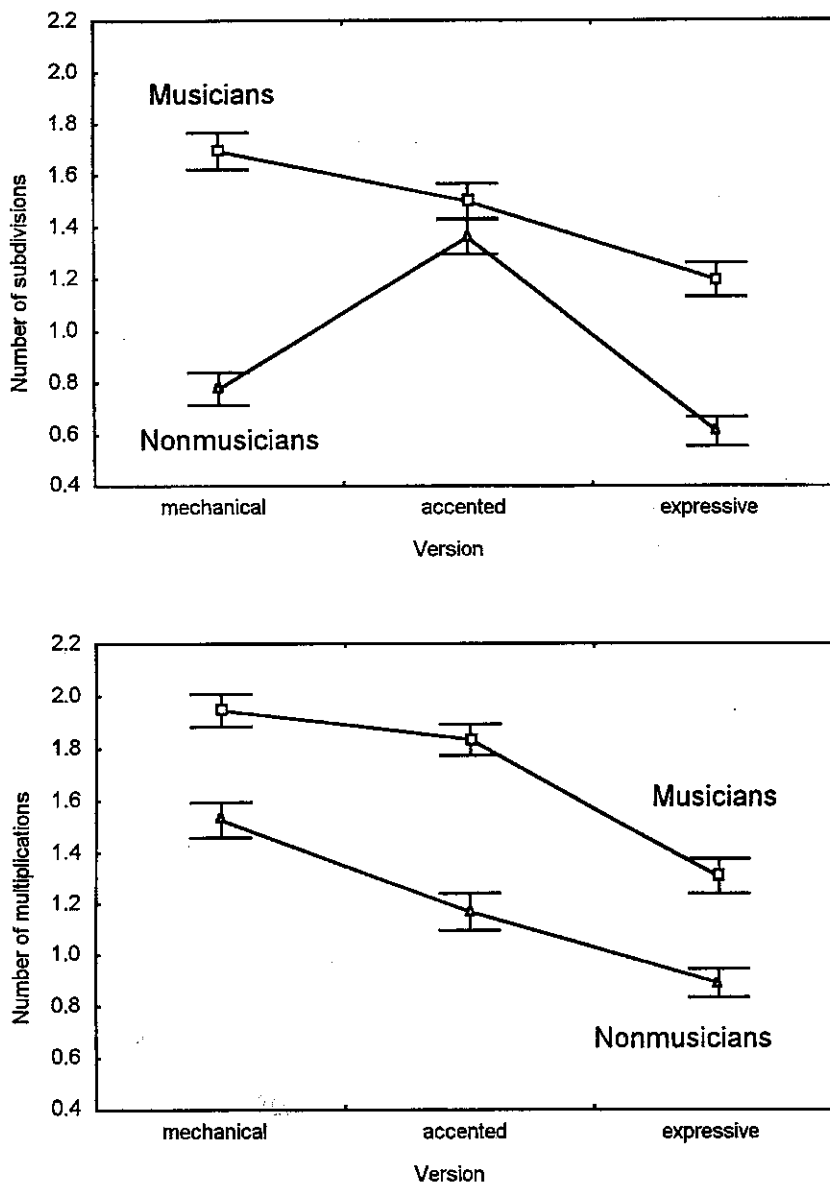 2.2
2.0
Musicians
1.8
1.6
1.4
1.2
1.0
0.8
Nonmusicians
0.6
0.4
Number of subdivisions
mechanical accented expressive
Version
2.2
2.0
1.8
1.6
Musicians
1.4
1.2
1.0
0.8
Nonmusicians
0.6
0.4
Number of multiplications
mechanical accented expressive
Version